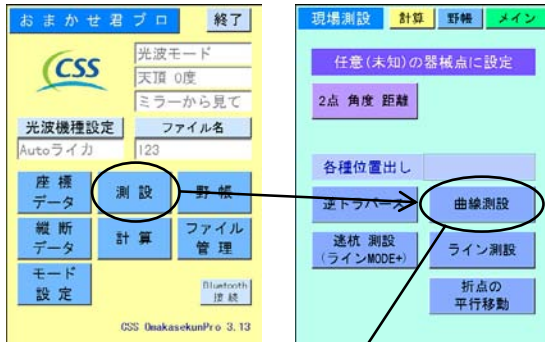 おまかせ君プロ
終了
CSS
光波モード
天頂 0度
ミラーから見て
光波機種設定
ファイル名
Autoライカ
123
座標
データ
測設
野帳
縦断
データ
計算
ファイル
管理
モード
設定
Bluetooth
接続
CSS OmakasekunPro 3.13
現場測設
計算
野帳
メイン
任意(未知)の器械点に設定
2点 角度 距離
各種位置出し
逆トラバース
曲線測設
逃杭 測設
(ラインMODE+)
ライン測設
折点の
平行移動